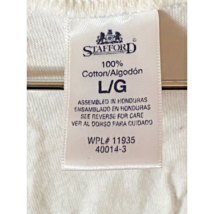 STAFFORD
100%
Cotton/Algodón
L/G
ASSEMBLED IN HONDURAS
EMBAMBLADO EN HONDURAS
SEE REVERSE FOR CARE
VER AL DORSO PARA CUIDADO
WPL# 11935
40014-3